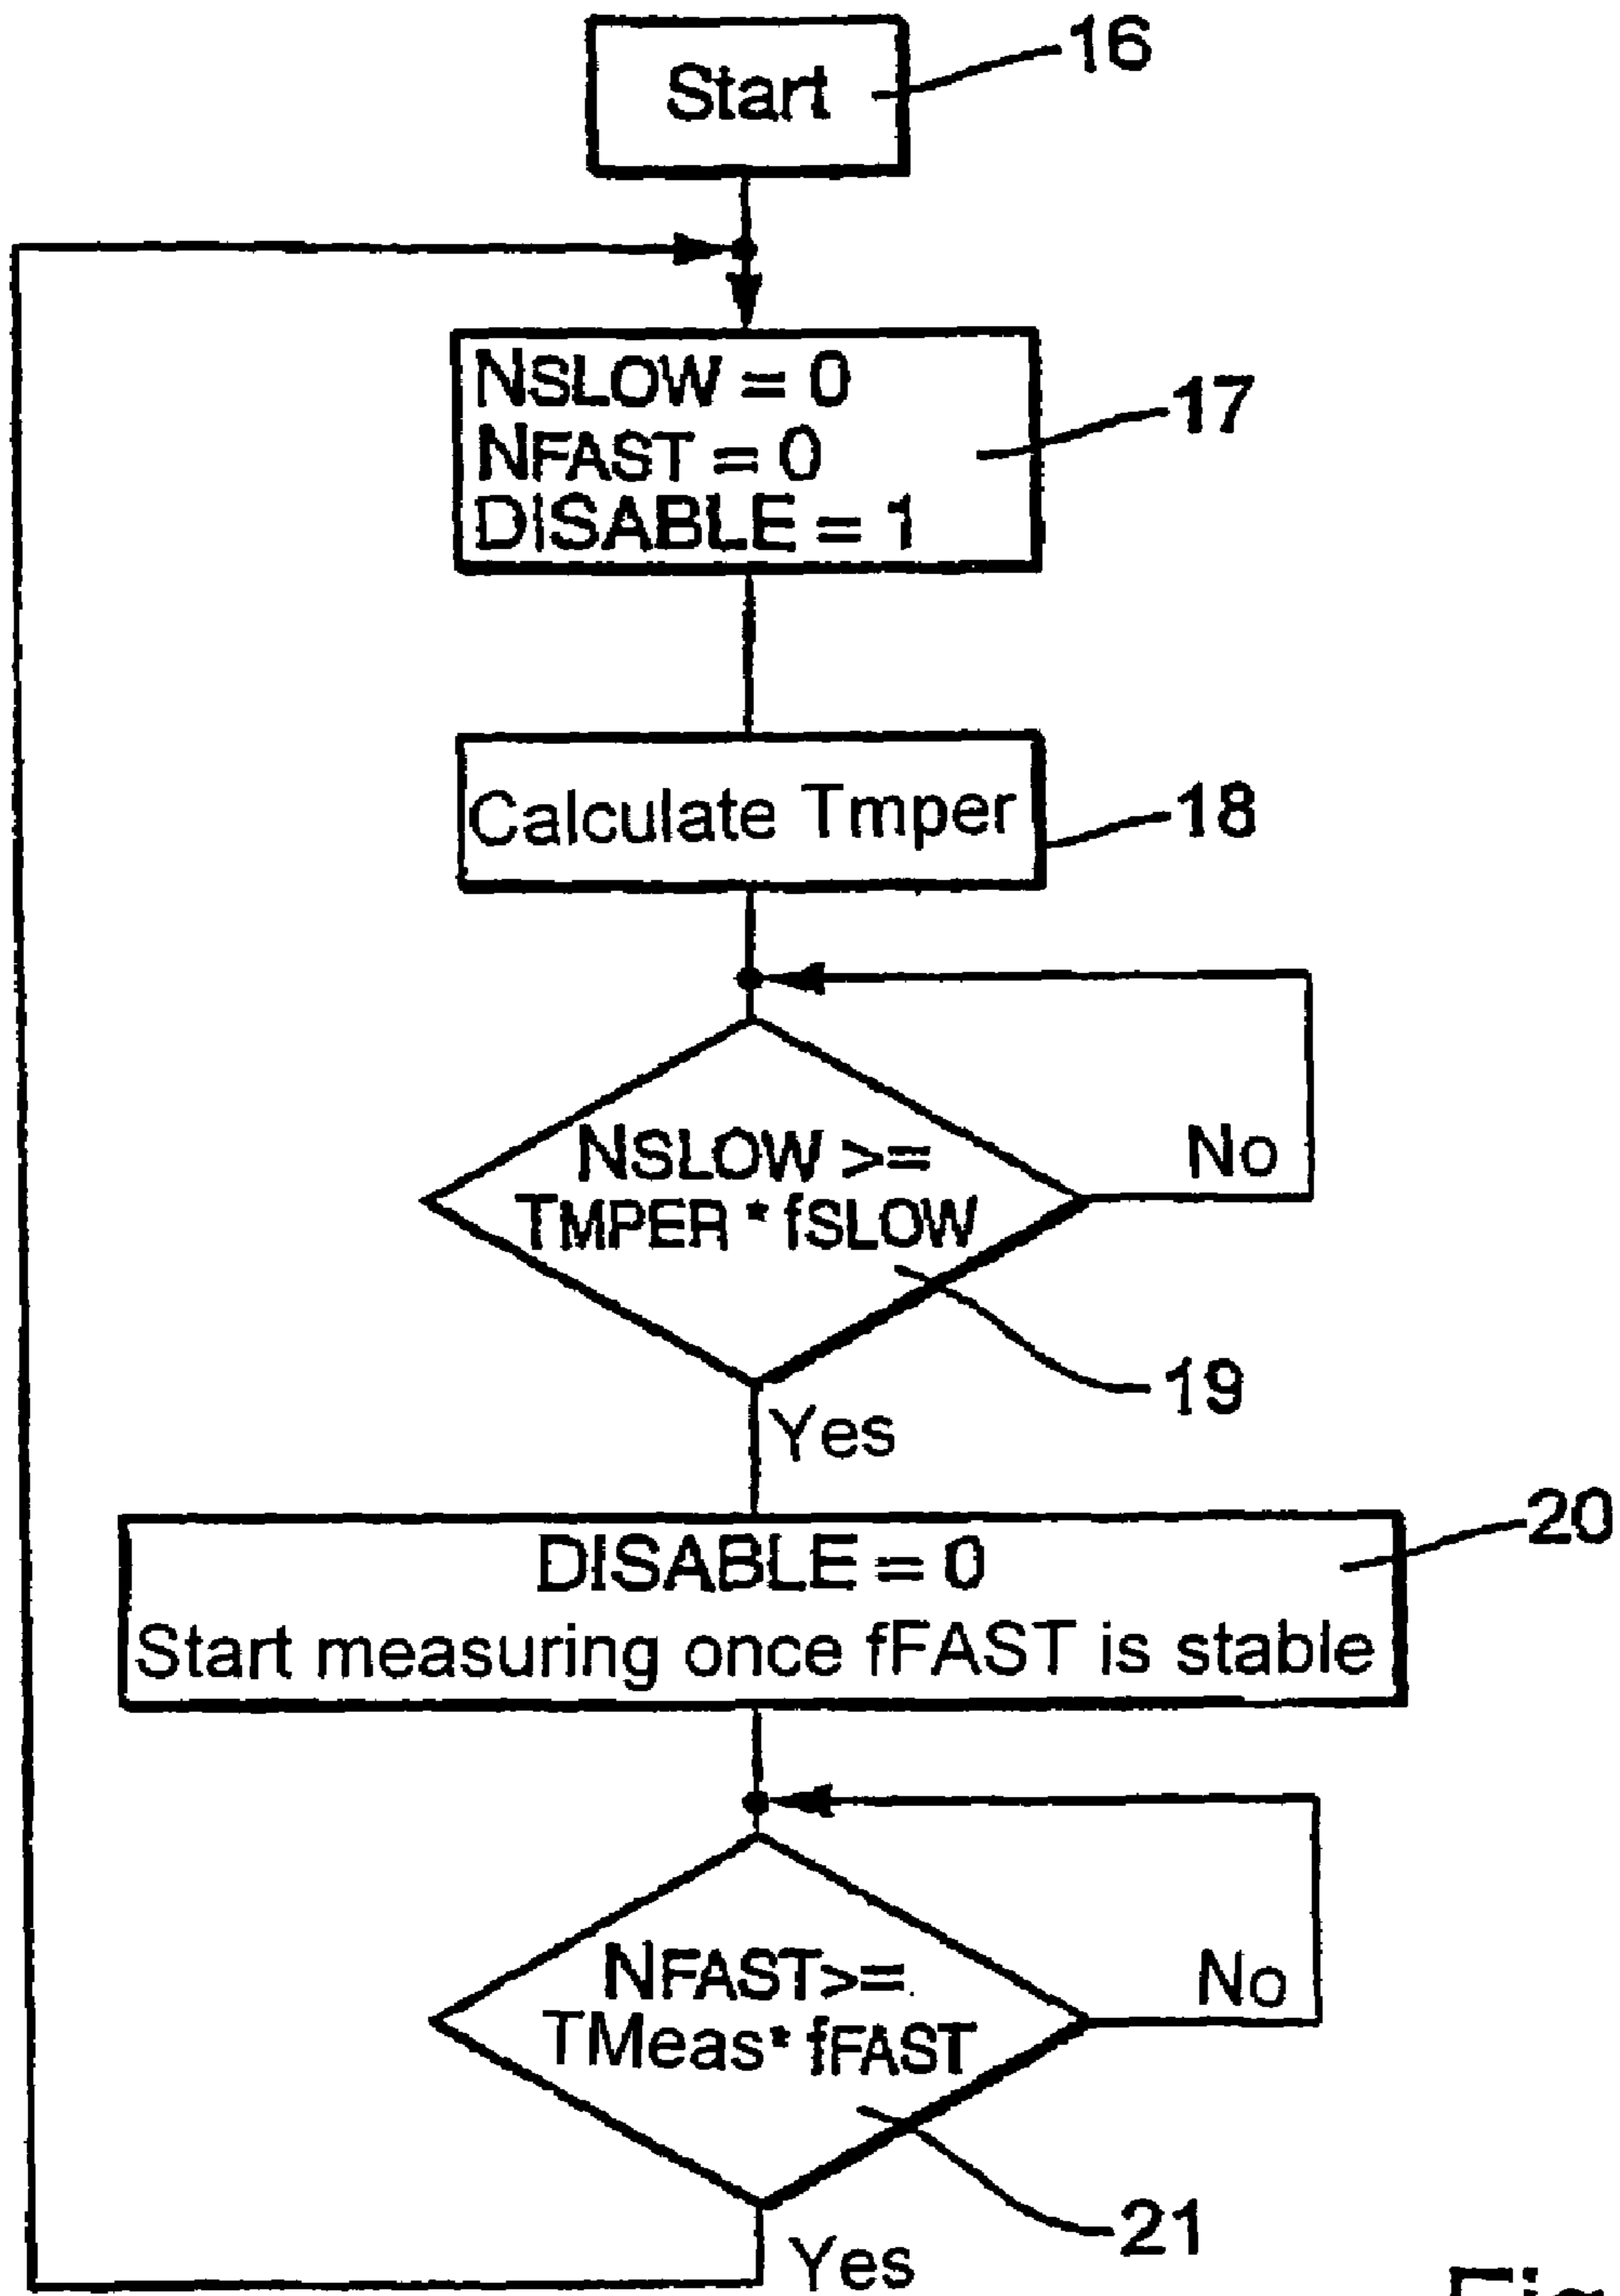 Start
16
NSLOW = 0
NFAST = 0
DISABLE = 1
17
Calculate Tmper
18
NSLOW >=
TMPER * fSLOW
No
19
Yes
DISABLE = 0
Start measuring once fFAST is stable
20
NFAST>=
TMeas* fFAST
No
21
Yes